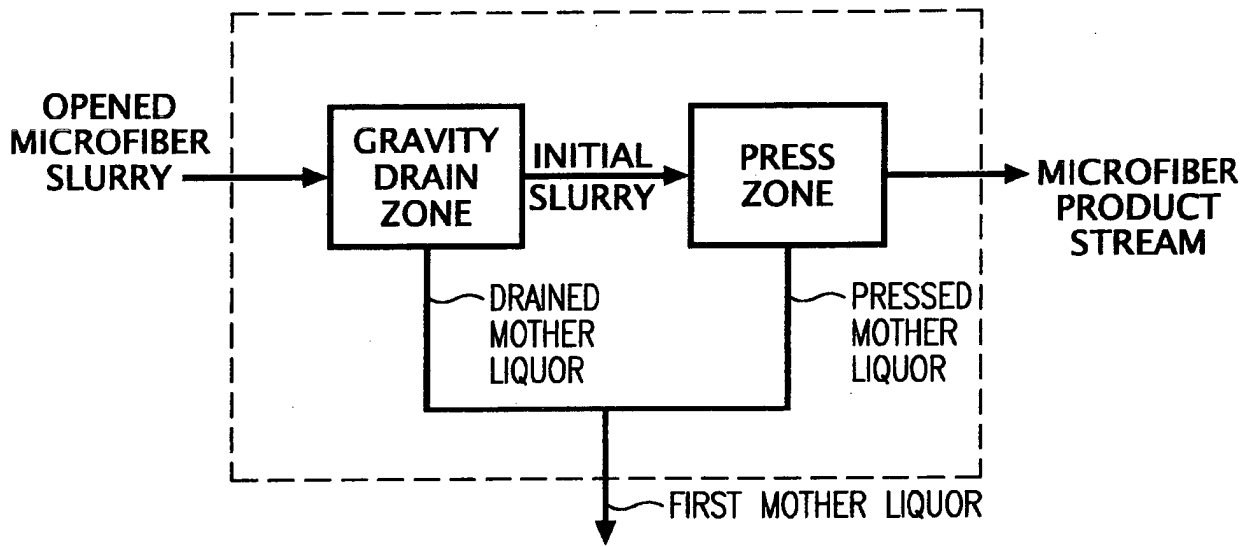 OPENED
MICROFIBER
SLURRY
GRAVITY
DRAIN
ZONE
INITIAL
SLURRY
PRESS
ZONE
MICROFIBER
PRODUCT
STREAM
DRAINED
MOTHER
LIQUOR
PRESSED
MOTHER
LIQUOR
FIRST MOTHER LIQUOR